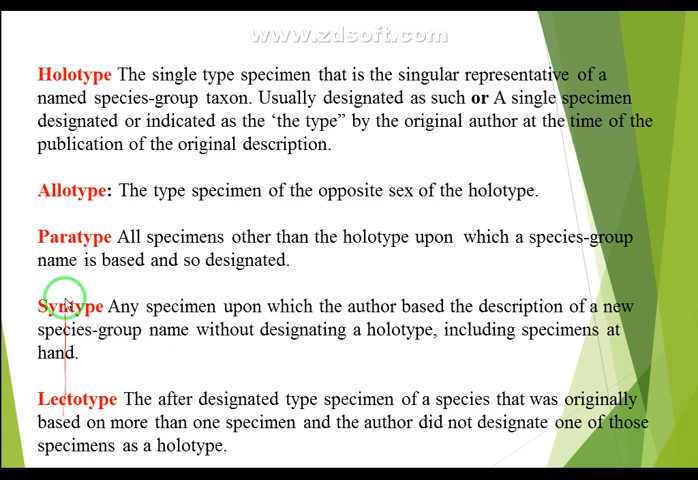 www.zdsoft.com
Holotype The single type specimen that is the singular representative of a
named species-group taxon. Usually designated as such or A single specimen
designated or indicated as the ‘the type” by the original author at the time of the
publication of the original description.
Allotype: The type specimen of the opposite sex of the holotype.
Paratype All specimens other than the holotype upon which a species-group
name is based and so designated.
Syntype Any specimen upon which the author based the description of a new
species-group name without designating a holotype, including specimens at
hand.
Lectotype The after designated type specimen of a species that was originally
based on more than one specimen and the author did not designate one of those
specimens as a holotype.